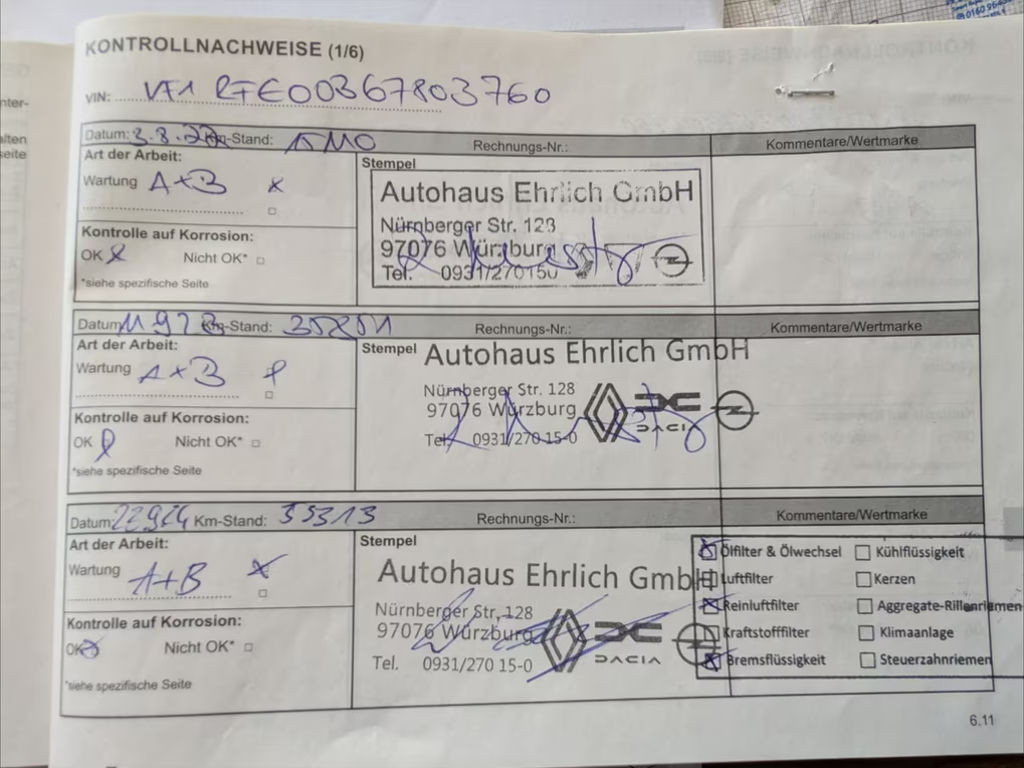 KONTROLLNACHWEISE (1/6)
VIN: VF1 RFE00367803760
Datum: 3.8.22 Km-Stand: Rechnungs-Nr.: Kommentare/Wertmarke
Art der Arbeit:
Stempel
Wartung A+B x
Autohaus Ehrlich GmbH
Nürnberger Str. 128
97076 Würzburg
Tel. 0931/270150
Kontrolle auf Korrosion:
OK Nicht OK*
*siehe spezifische Seite
Datum: Km-Stand: Rechnungs-Nr.: Kommentare/Wertmarke
Art der Arbeit:
Stempel
Wartung A+B
Autohaus Ehrlich GmbH
Nürnberger Str. 128
97076 Würzburg
Tel. 0931/270 15-0
DACIA
Kontrolle auf Korrosion:
OK Nicht OK*
*siehe spezifische Seite
Datum: 22924 Km-Stand: 35313 Rechnungs-Nr.: Kommentare/Wertmarke
Art der Arbeit:
Stempel
Wartung A+B x
Autohaus Ehrlich GmbH
Nürnberger Str. 128
97076 Würzburg
Tel. 0931/270 15-0
DACIA
Kontrolle auf Korrosion:
OK Nicht OK*
*siehe spezifische Seite
Ölfilter & Ölwechsel Kühlflüssigkeit
Luftfilter Kerzen
Reinluftfilter Aggregate-Rillenriemen
Kraftstofffilter Klimaanlage
Bremsflüssigkeit Steuerzahnriemen
6.11